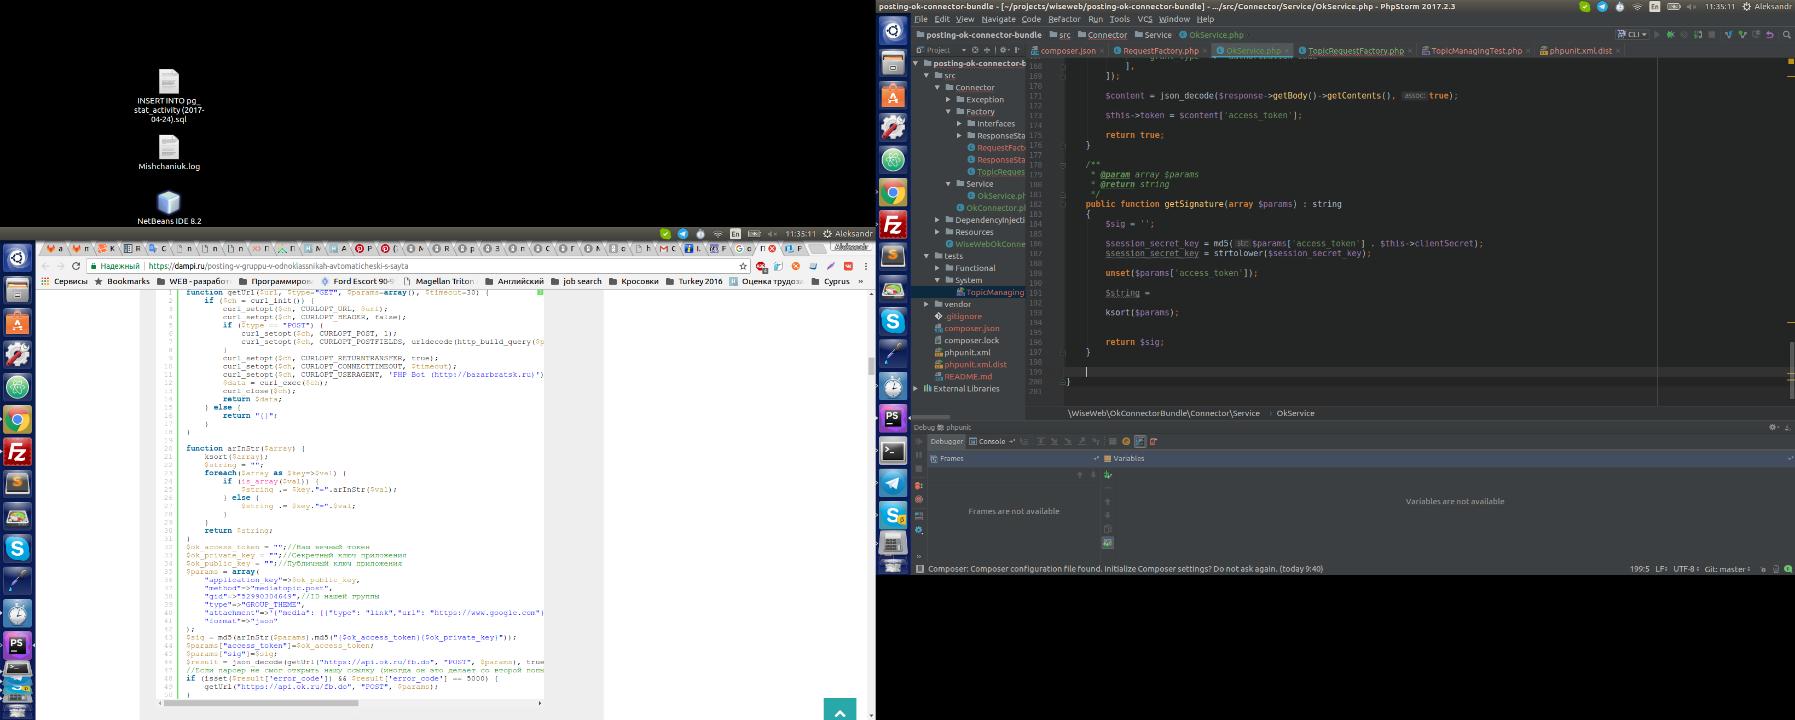 INSERT INTO pg_
stat_activity (2017-
04-24).sql
Mishchaniuk.log
NetBeans IDE 8.2
11:35:11 Aleksandr
Надежный https://dampi.ru/posting-v-gruppu-v-odnoklassnikah-avtomaticheski-s-sayta
Сервисы Bookmarks WEB - разработ Программирован Ford Escort 90-9 Magellan Triton Английский job search Кросовки Turkey 2016 Оценка трудоз Cyprus »
function getUrl($url, $type="GET", $params=array(), $timeout=30) {
if ($ch = curl_init()) {
curl_setopt($ch, CURLOPT_URL, $url);
curl_setopt($ch, CURLOPT_HEADER, false);
if ($type == "POST") {
curl_setopt($ch, CURLOPT_POST, 1);
curl_setopt($ch, CURLOPT_POSTFIELDS, urldecode(http_build_query($p
}
curl_setopt($ch, CURLOPT_RETURNTRANSFER, true);
curl_setopt($ch, CURLOPT_CONNECTTIMEOUT, $timeout);
curl_setopt($ch, CURLOPT_USERAGENT, 'PHP Bot (http://bazarbratsk.ru)')
$data = curl_exec($ch);
curl_close($ch);
return $data;
} else {
return "{}";
}
}
function arInStr($array) {
ksort($array);
$string = "";
foreach($array as $key=>$val) {
if (is_array($val)) {
$string .= $key."=".arInStr($val);
} else {
$string .= $key."=".$val;
}
}
return $string;
}
$ok_access_token = "";//Наш вечный токен
$ok_private_key = "";//Секретный ключ приложения
$ok_public_key = "";//Публичный ключ приложения
$params = array(
"application_key"=>$ok_public_key,
"method"=>"mediatopic.post",
"gid"=>"52990304649",//ID нашей группы
"type"=>"GROUP_THEME",
"attachment"=>'{"media": [{"type": "link","url": "https://www.google.com"}
"format"=>"json"
);
$sig = md5(arInStr($params).md5("{$ok_access_token}{$ok_private_key}"));
$params["access_token"]=$ok_access_token;
$params["sig"]=$sig;
$result = json_decode(getUrl("https://api.ok.ru/fb.do", "POST", $params), true
//Если парсер не смог открыть нашу ссылку (иногда он это делает со второй попы
if (isset($result['error_code']) && $result['error_code'] == 5000) {
getUrl("https://api.ok.ru/fb.do", "POST", $params);
}
posting-ok-connector-bundle - [~/projects/wiseweb/posting-ok-connector-bundle] - .../src/Connector/Service/OkService.php - PhpStorm 2017.2.3
En 11:35:11 Aleksandr
File Edit View Navigate Code Refactor Run Tools VCS Window Help
posting-ok-connector-bundle src Connector Service OkService.php
CLI
Project
composer.json RequestFactory.php OkService.php TopicRequestFactory.php TopicManagingTest.php phpunit.xml.dist
posting-ok-connector-b
src
Connector
Exception
Factory
Interfaces
ResponseSta
RequestFacto
ResponseSta
TopicReques
Service
OkService.ph
OkConnector.p
DependencyInjecti
Resources
WiseWebOkConne
tests
Functional
System
TopicManaging
vendor
.gitignore
composer.json
composer.lock
phpunit.xml
phpunit.xml.dist
README.md
External Libraries
168 ],
169 ]);
170
171 $content = json_decode($response->getBody()->getContents(), assoc: true);
172
173 $this->token = $content['access_token'];
174
175 return true;
176 }
177
178 /**
179 * @param array $params
180 * @return string
181 */
182 public function getSignature(array $params) : string
183 {
184 $sig = '';
185
186 $session_secret_key = md5( str: $params['access_token'] . $this->clientSecret);
187 $session_secret_key = strtolower($session_secret_key);
188
189 unset($params['access_token']);
190
191 $string =
192
193 ksort($params);
194
195
196 return $sig;
197 }
198
199
200 }
201
\WiseWeb\OkConnectorBundle\Connector\Service › OkService
Debug phpunit
Debugger Console
Frames Variables
Frames are not available
Variables are not available
Composer: Composer configuration file found. Initialize Composer settings? Do not ask again. (today 9:40)
199:5 LF÷ UTF-8÷ Git: master÷